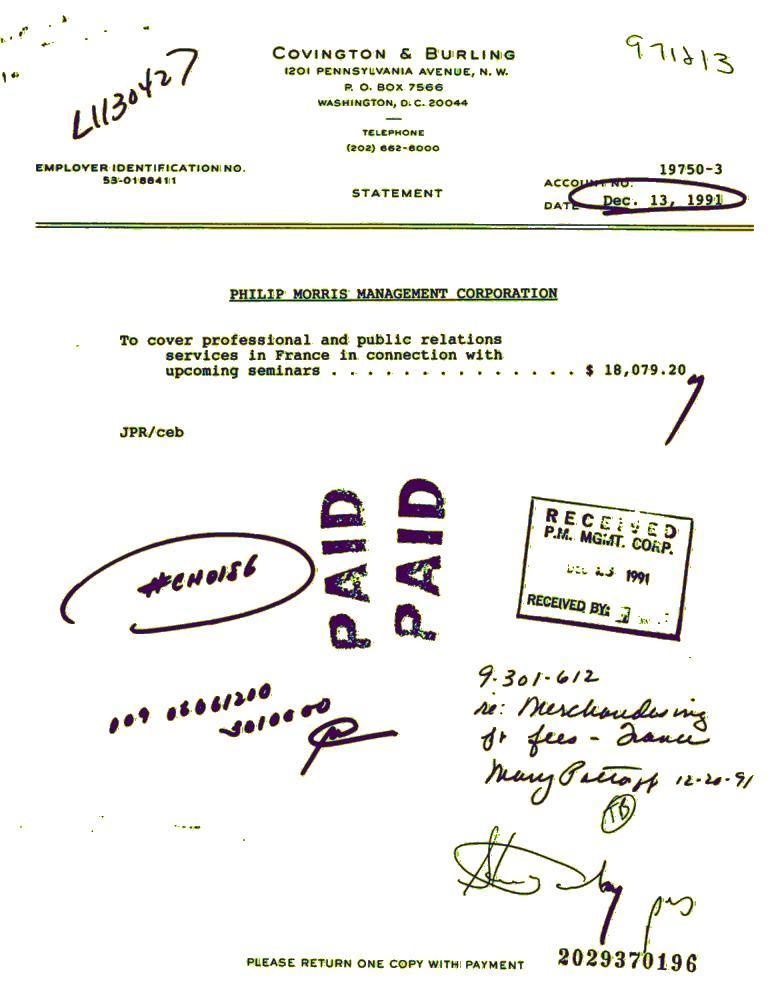 COVINGTON & BURLING
1201 PENNSYLVANIA AVENUE, N. W.
P. O. BOX 7566
WASHINGTON, D. C. 20044
TELEPHONE
(202) 662-6000
971213
L1130427
EMPLOYER IDENTIFICATION NO.
53-0188411
STATEMENT
19750-3
ACCOUNT NO.
DATE Dec. 13, 1991
PHILIP MORRIS MANAGEMENT CORPORATION
To cover professional and public relations
services in France in connection with
upcoming seminars . . . . . . . . . . . . . . . $ 18,079.20
JPR/ceb
PAID
PAID
RECEIVED
P.M. MGMT. CORP.
1991
RECEIVED BY:
#CH0156
9-301-612
re: Merchandising
fees - France
Mary 12-20-91
TB
PLEASE RETURN ONE COPY WITH PAYMENT
2029370196